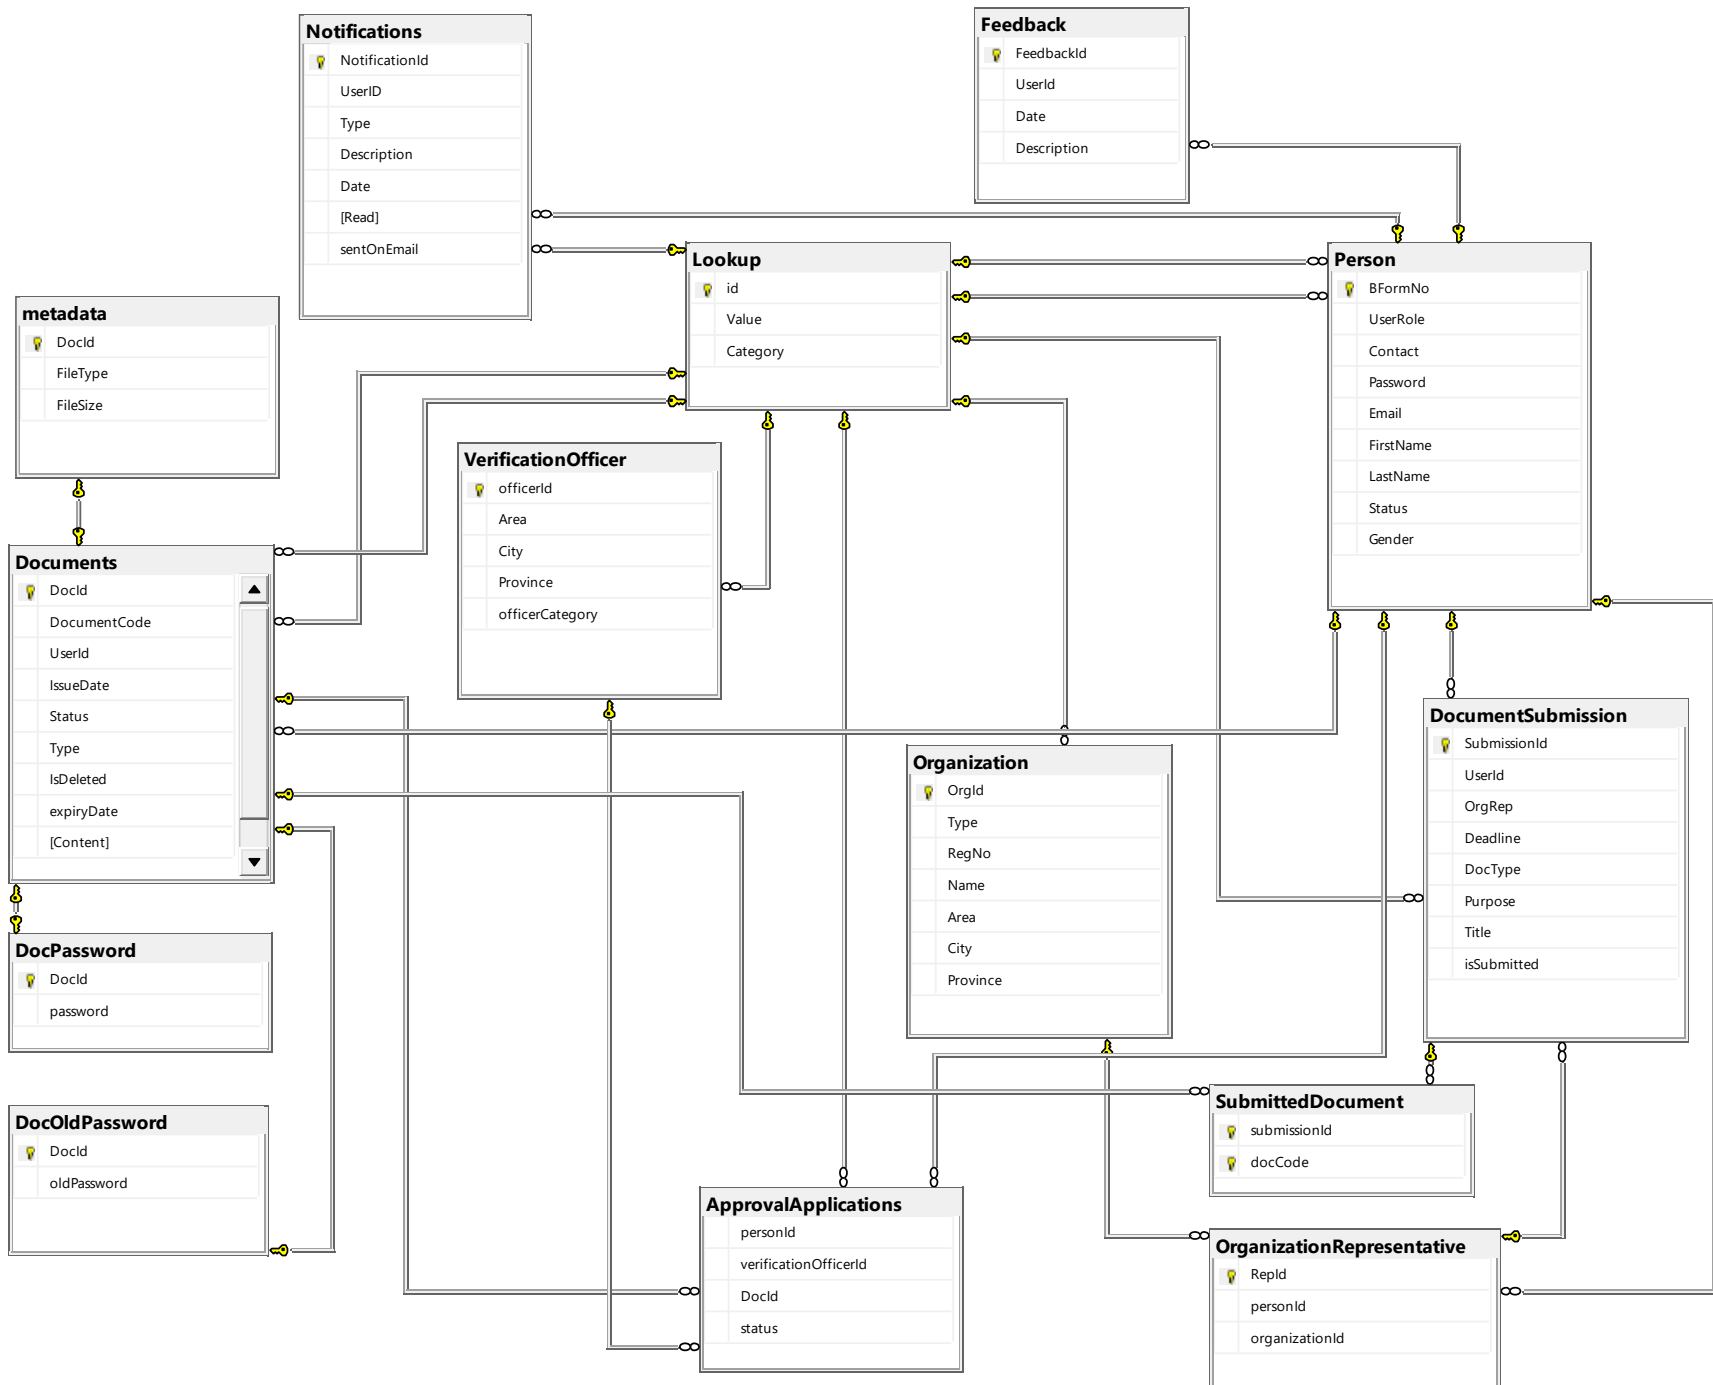 Notifications
NotificationId
UserID
Type
Description
Date
[Read]
sentOnEmail
Feedback
FeedbackId
UserId
Date
Description
Lookup
id
Value
Category
Person
BFormNo
UserRole
Contact
Password
Email
FirstName
LastName
Status
Gender
metadata
DocId
FileType
FileSize
VerificationOfficer
officerId
Area
City
Province
officerCategory
Documents
DocId
DocumentCode
UserId
IssueDate
Status
Type
IsDeleted
expiryDate
[Content]
DocumentSubmission
SubmissionId
UserId
OrgRep
Deadline
DocType
Purpose
Title
isSubmitted
Organization
OrgId
Type
RegNo
Name
Area
City
Province
DocPassword
DocId
password
DocOldPassword
DocId
oldPassword
SubmittedDocument
submissionId
docCode
ApprovalApplications
personId
verificationOfficerId
DocId
status
OrganizationRepresentative
RepId
personId
organizationId